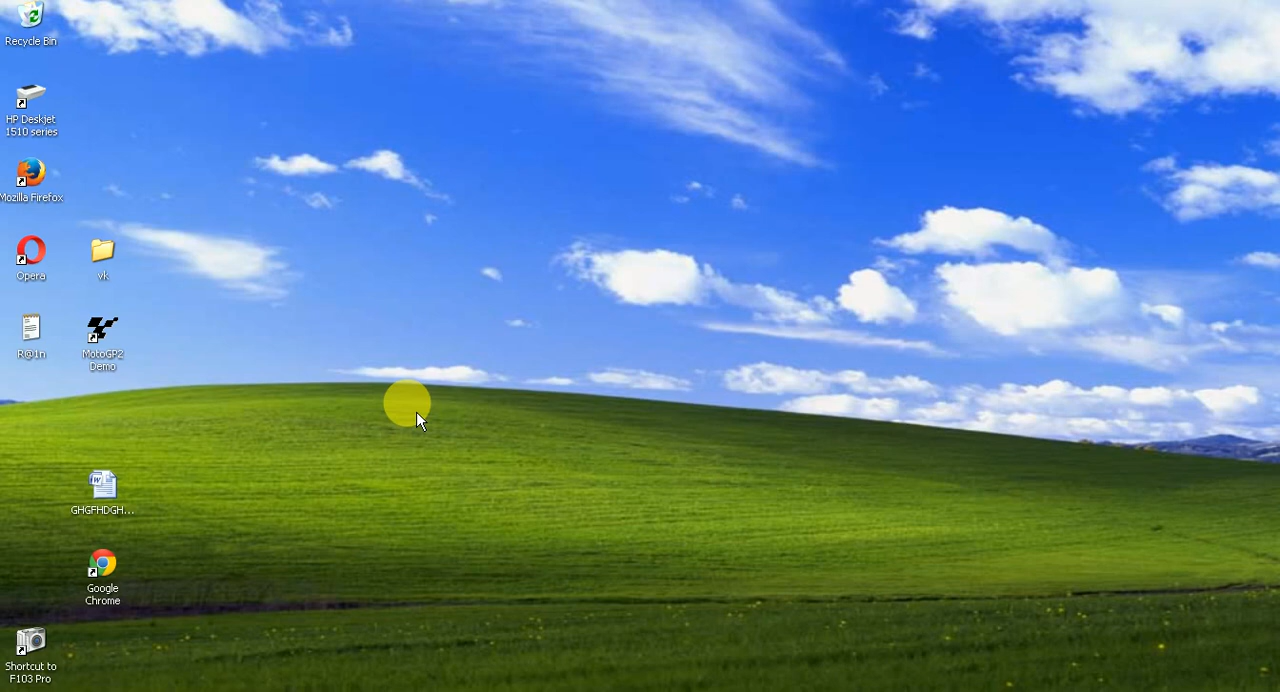 Recycle Bin
HP Deskjet
1510 series
Mozilla Firefox
Opera
vk
R@1n
MotoGP2
Demo
GHGFHDGH...
Google
Chrome
Shortcut to
F103 Pro